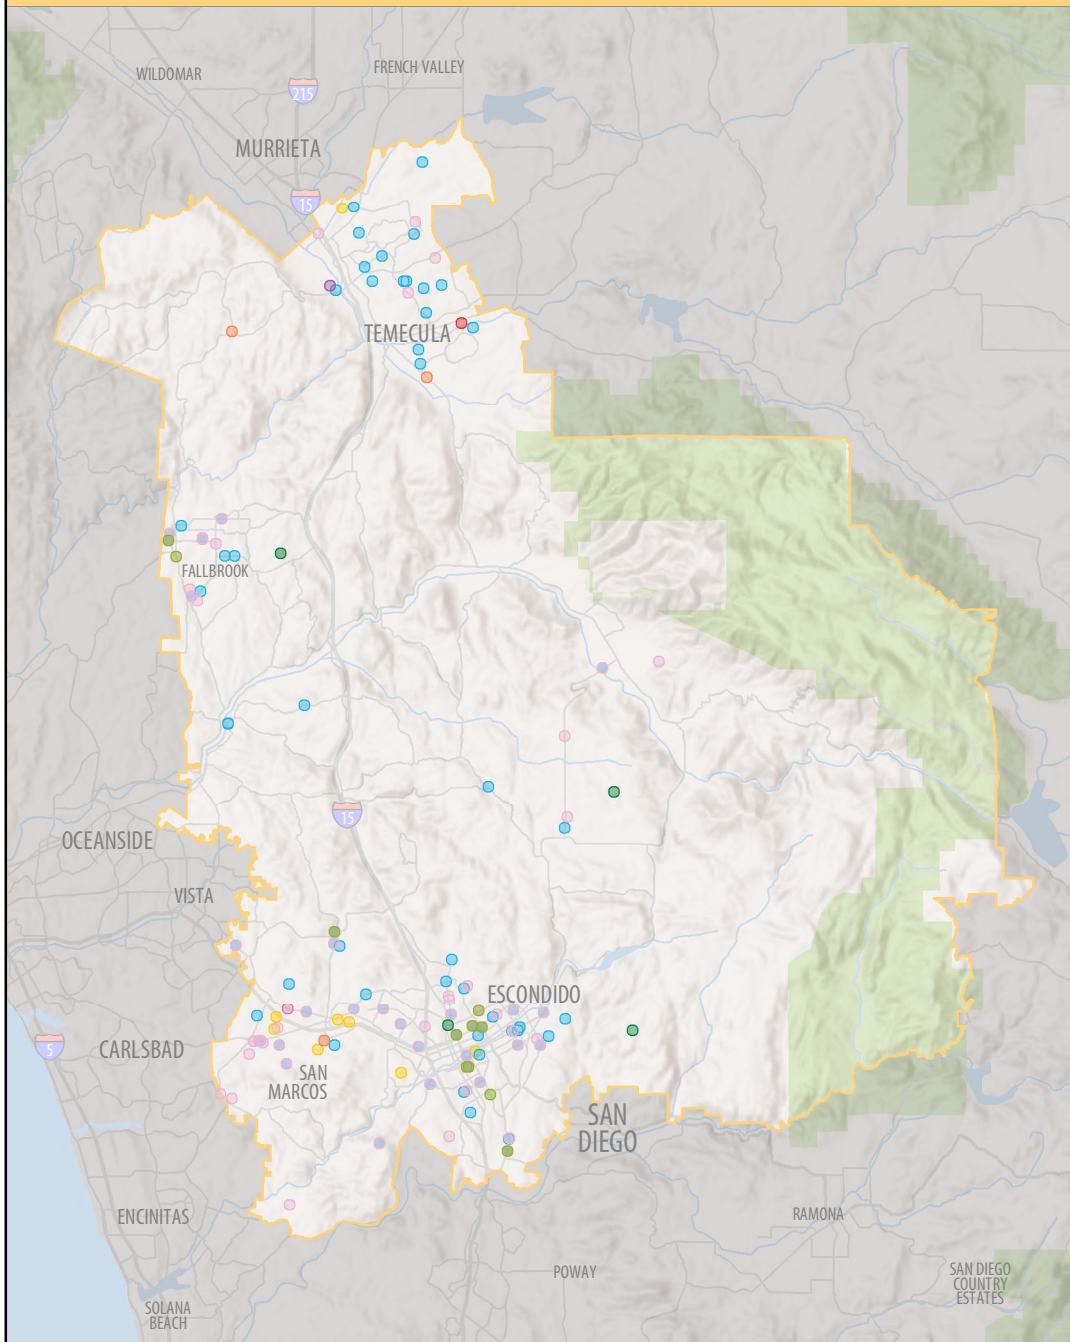 WILDOMAR
FRENCH VALLEY
215
MURRIETA
15
TEMECULA
FALLBROOK
15
OCEANSIDE
VISTA
ESCONDIDO
5
CARLSBAD
SAN
MARCOS
SAN
DIEGO
ENCINITAS
RAMONA
POWAY
SAN DIEGO
COUNTRY
ESTATES
SOLANA
BEACH